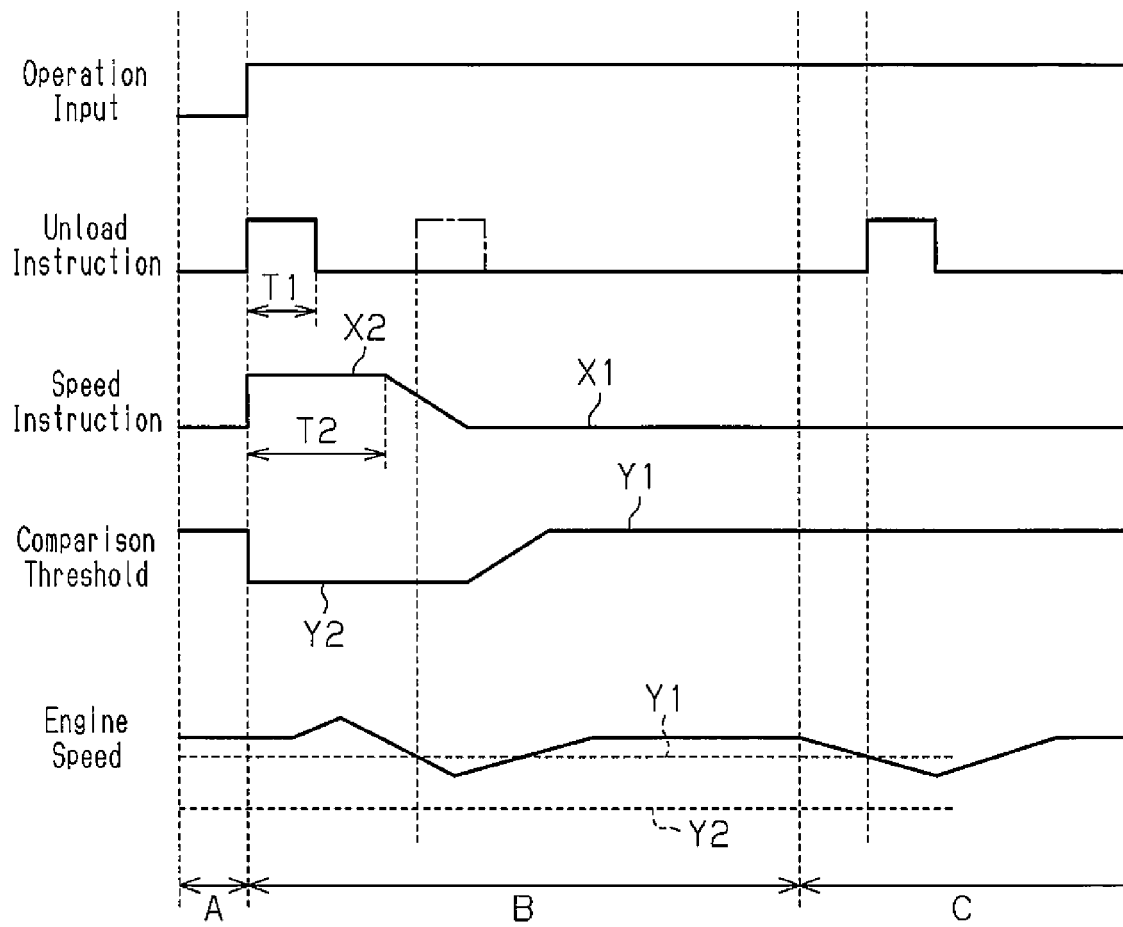 Operation
Input
Unload
Instruction
T1
X2
Speed
Instruction
X1
T2
Y1
Comparison
Threshold
Y2
Y1
Engine
Speed
Y2
A
B
C